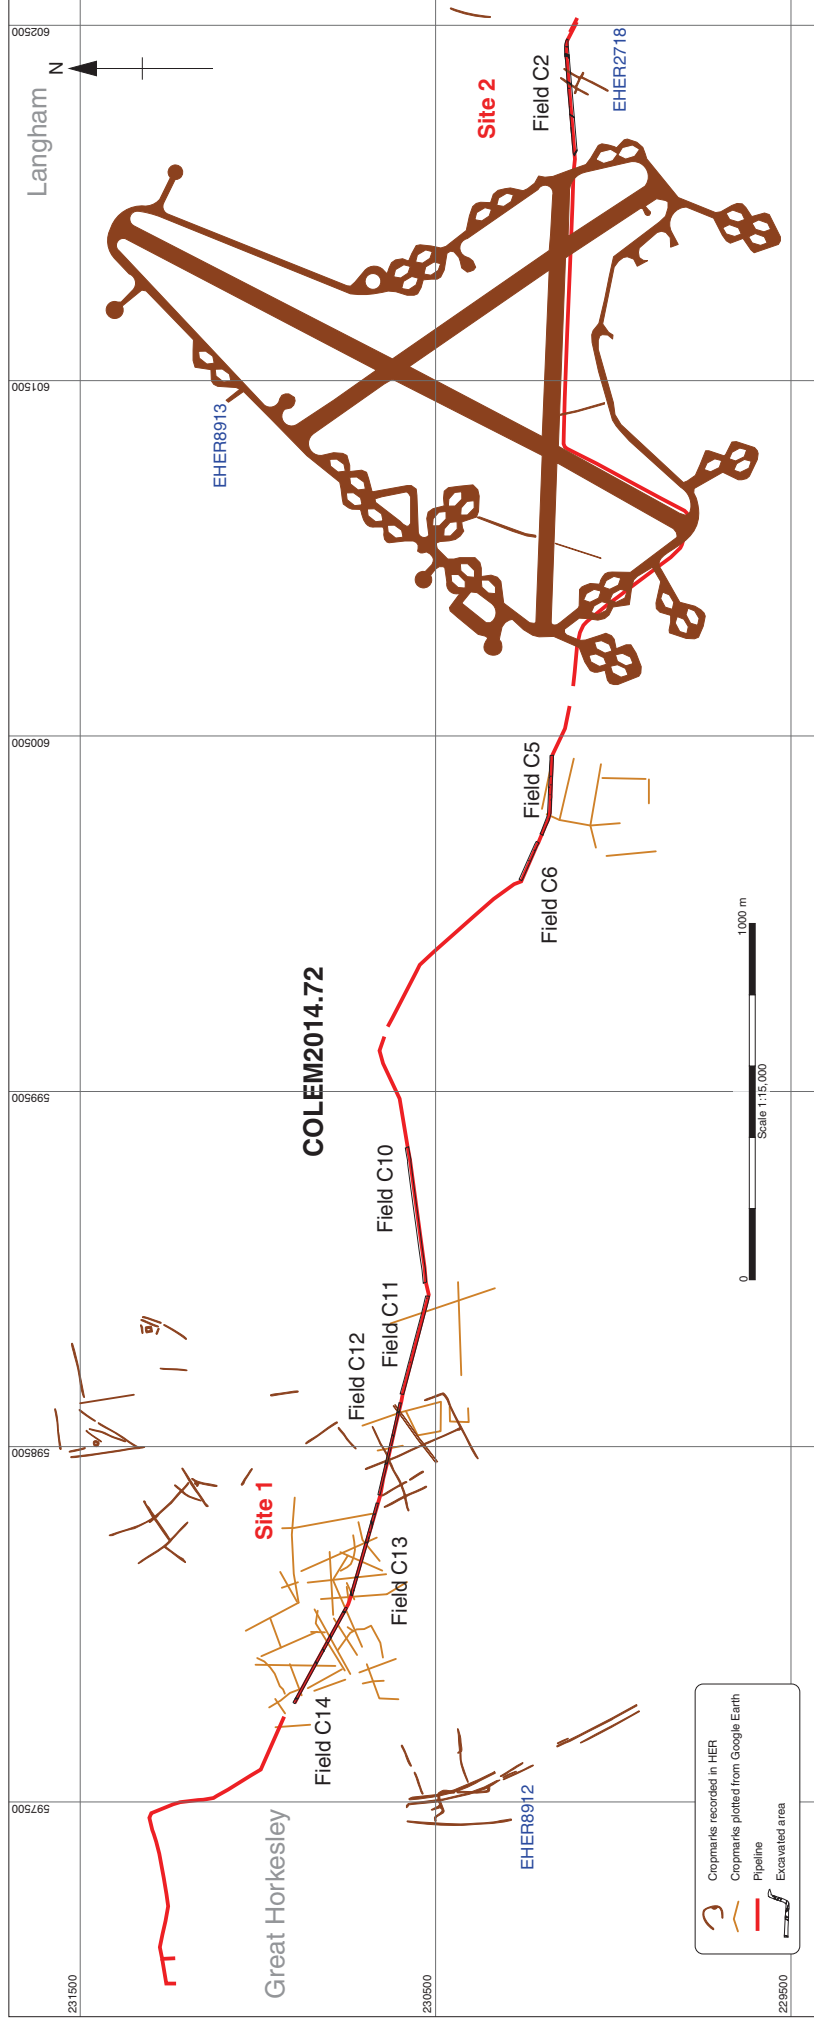 602500
Langham
N
Site 2
Field C2
EHER2718
601500
EHER8913
600500
Field C5
Field C6
COLEM2014.72
599500
Field C10
Field C11
Field C12
598500
Site 1
Field C13
Field C14
597500
Great Horkesley
EHER8912
231500
230500
229500
0
1000 m
Scale 1:15,000
Cropmarks recorded in HER
Cropmarks plotted from Google Earth
Pipeline
Excavated area